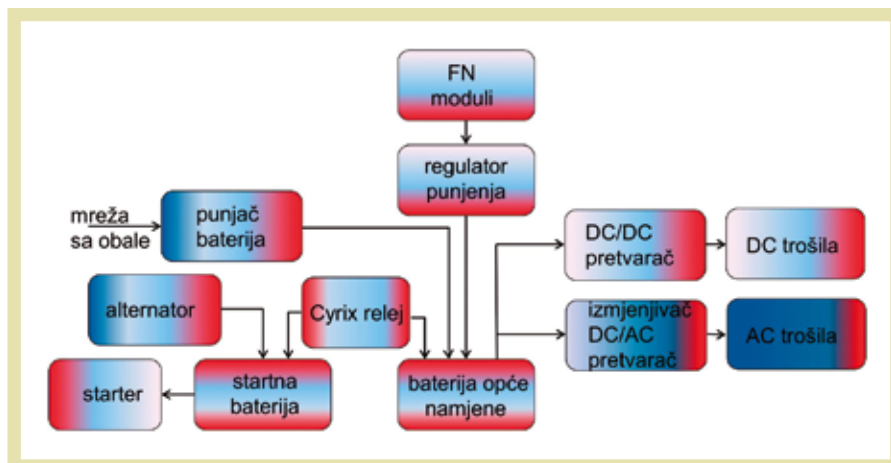 FN
moduli
regulator
punjenja
mreža
sa obale
punjač
baterija
DC/DC
pretvarač
DC trošila
alternator
Cyrix relej
izmjenjivač
DC/AC
pretvarač
AC trošila
starter
startna
baterija
baterija opće
namjene